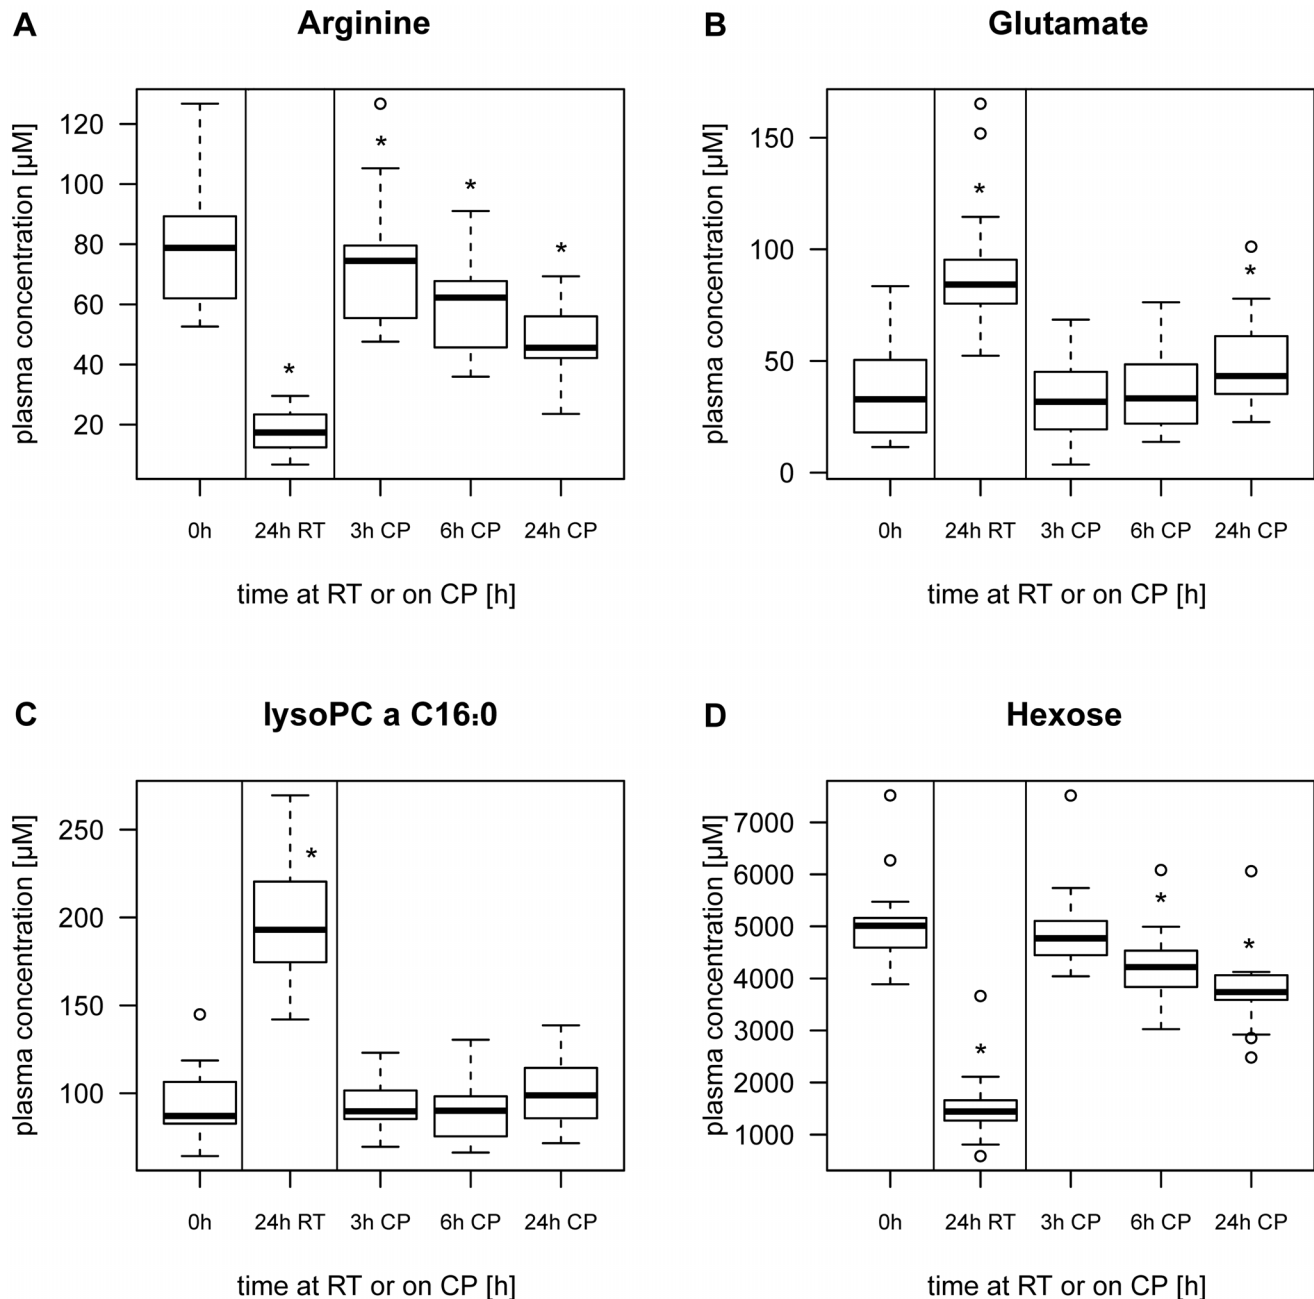 A Arginine
plasma concentration [µM]
120
100
80
60
40
20
*
*
*
*
0h 24h RT 3h CP 6h CP 24h CP
time at RT or on CP [h]
B Glutamate
plasma concentration [µM]
150
100
50
0
*
*
0h 24h RT 3h CP 6h CP 24h CP
time at RT or on CP [h]
C lysoPC a C16:0
plasma concentration [µM]
250
200
150
100
*
0h 24h RT 3h CP 6h CP 24h CP
time at RT or on CP [h]
D Hexose
plasma concentration [µM]
7000
6000
5000
4000
3000
2000
1000
*
*
*
0h 24h RT 3h CP 6h CP 24h CP
time at RT or on CP [h]